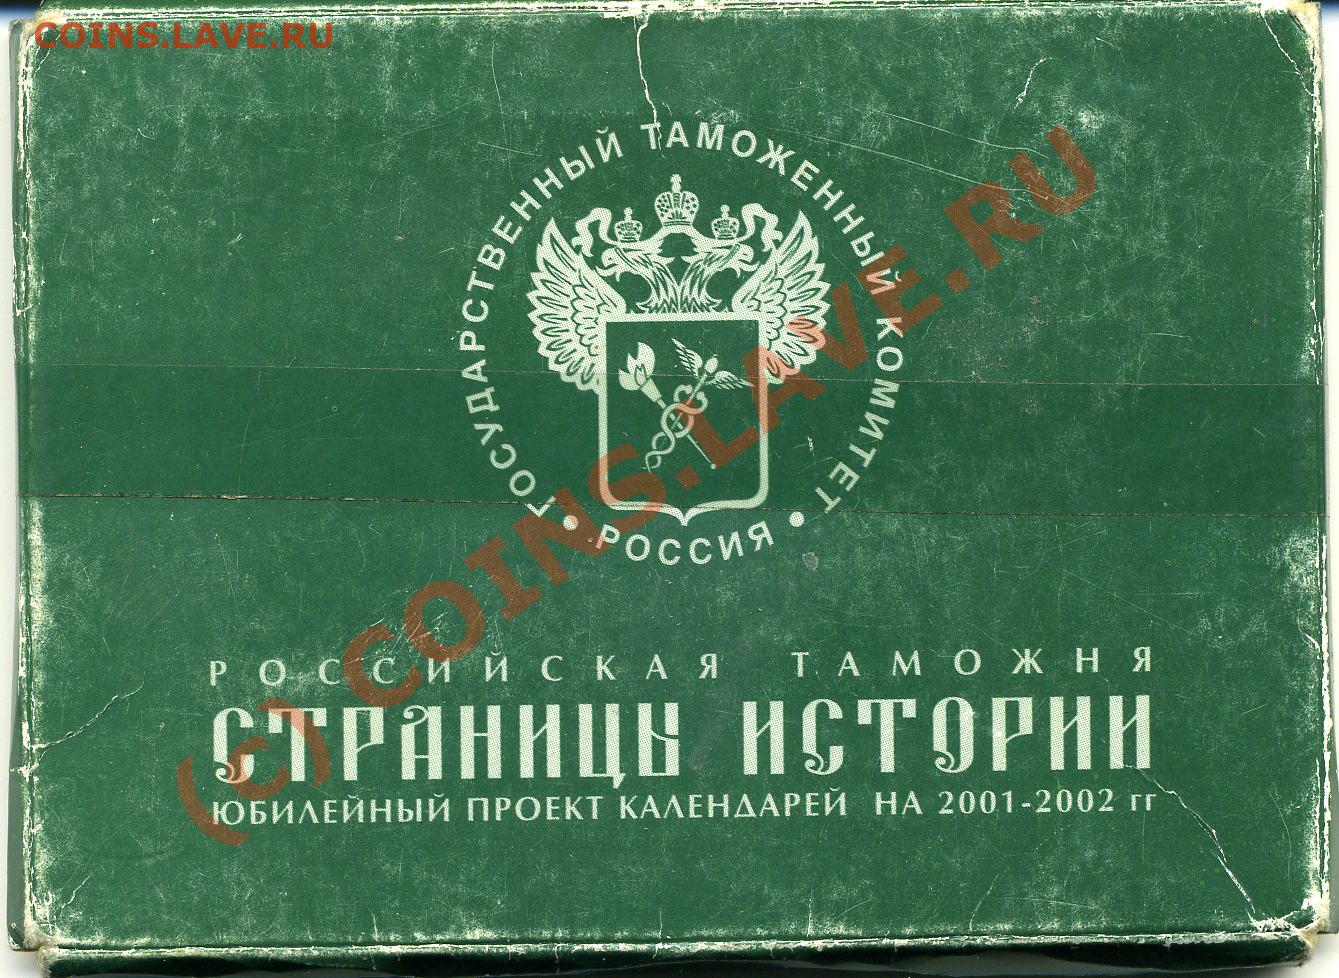 COINS.LAVE.RU
ГОСУДАРСТВЕННЫЙ ТАМОЖЕННЫЙ КОМИТЕТ
• РОССИЯ •
(c) COINS.LAVE.RU
РОССИЙСКАЯ ТАМОЖНЯ
СТРАНИЦЫ ИСТОРИИ
ЮБИЛЕЙНЫЙ ПРОЕКТ КАЛЕНДАРЕЙ НА 2001-2002 гг